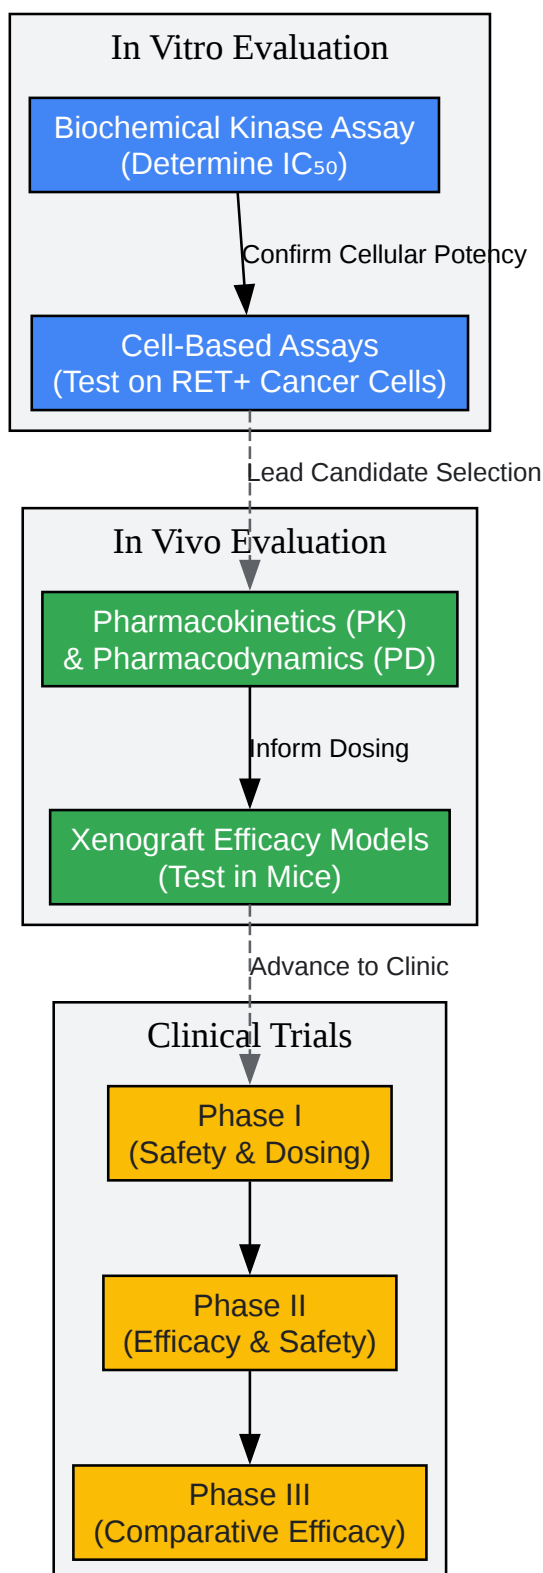 In Vitro Evaluation
Biochemical Kinase Assay
(Determine IC₅₀)
Confirm Cellular Potency
Cell-Based Assays
(Test on RET+ Cancer Cells)
Lead Candidate Selection
In Vivo Evaluation
Pharmacokinetics (PK)
& Pharmacodynamics (PD)
Inform Dosing
Xenograft Efficacy Models
(Test in Mice)
Advance to Clinic
Clinical Trials
Phase I
(Safety & Dosing)
Phase II
(Efficacy & Safety)
Phase III
(Comparative Efficacy)